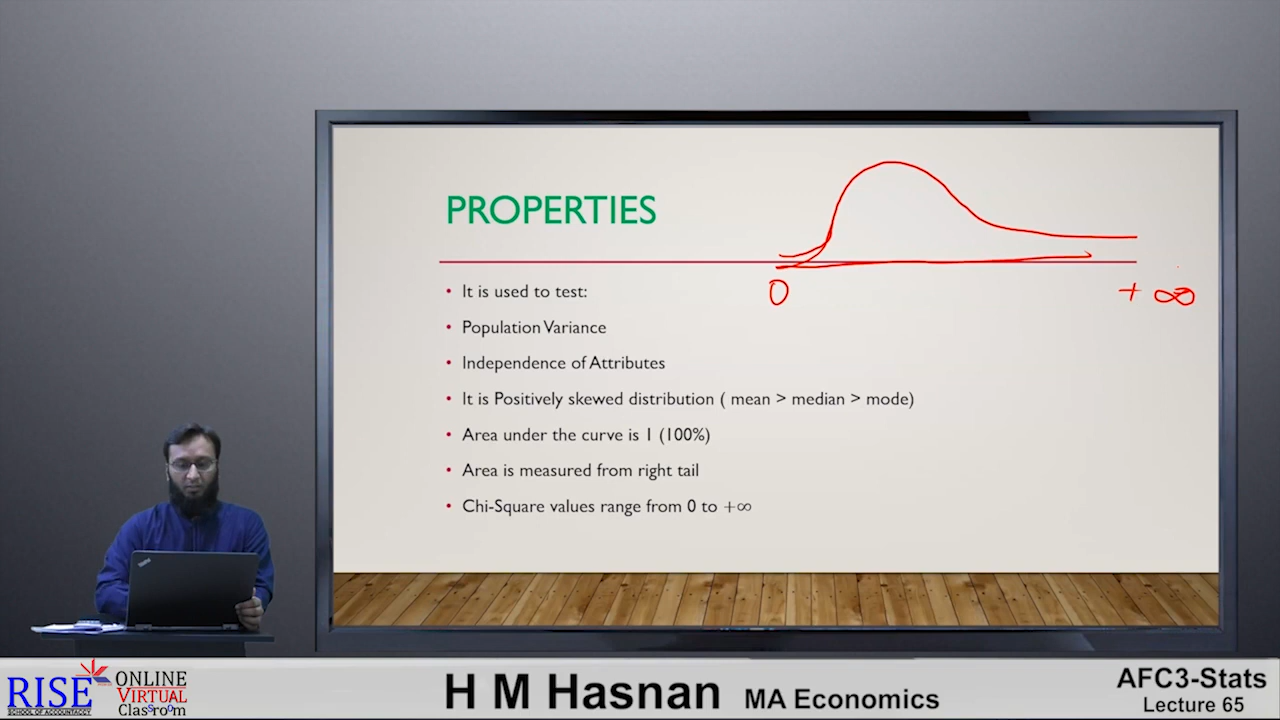 PROPERTIES
0
+ ∞
• It is used to test:
• Population Variance
• Independence of Attributes
• It is Positively skewed distribution ( mean > median > mode)
• Area under the curve is 1 (100%)
• Area is measured from right tail
• Chi-Square values range from 0 to +∞
ThinkPad
RISE
SCHOOL OF ACCOUNTANCY
ONLINE
VIRTUAL
Classroom
H M Hasnan MA Economics
AFC3-Stats
Lecture 65